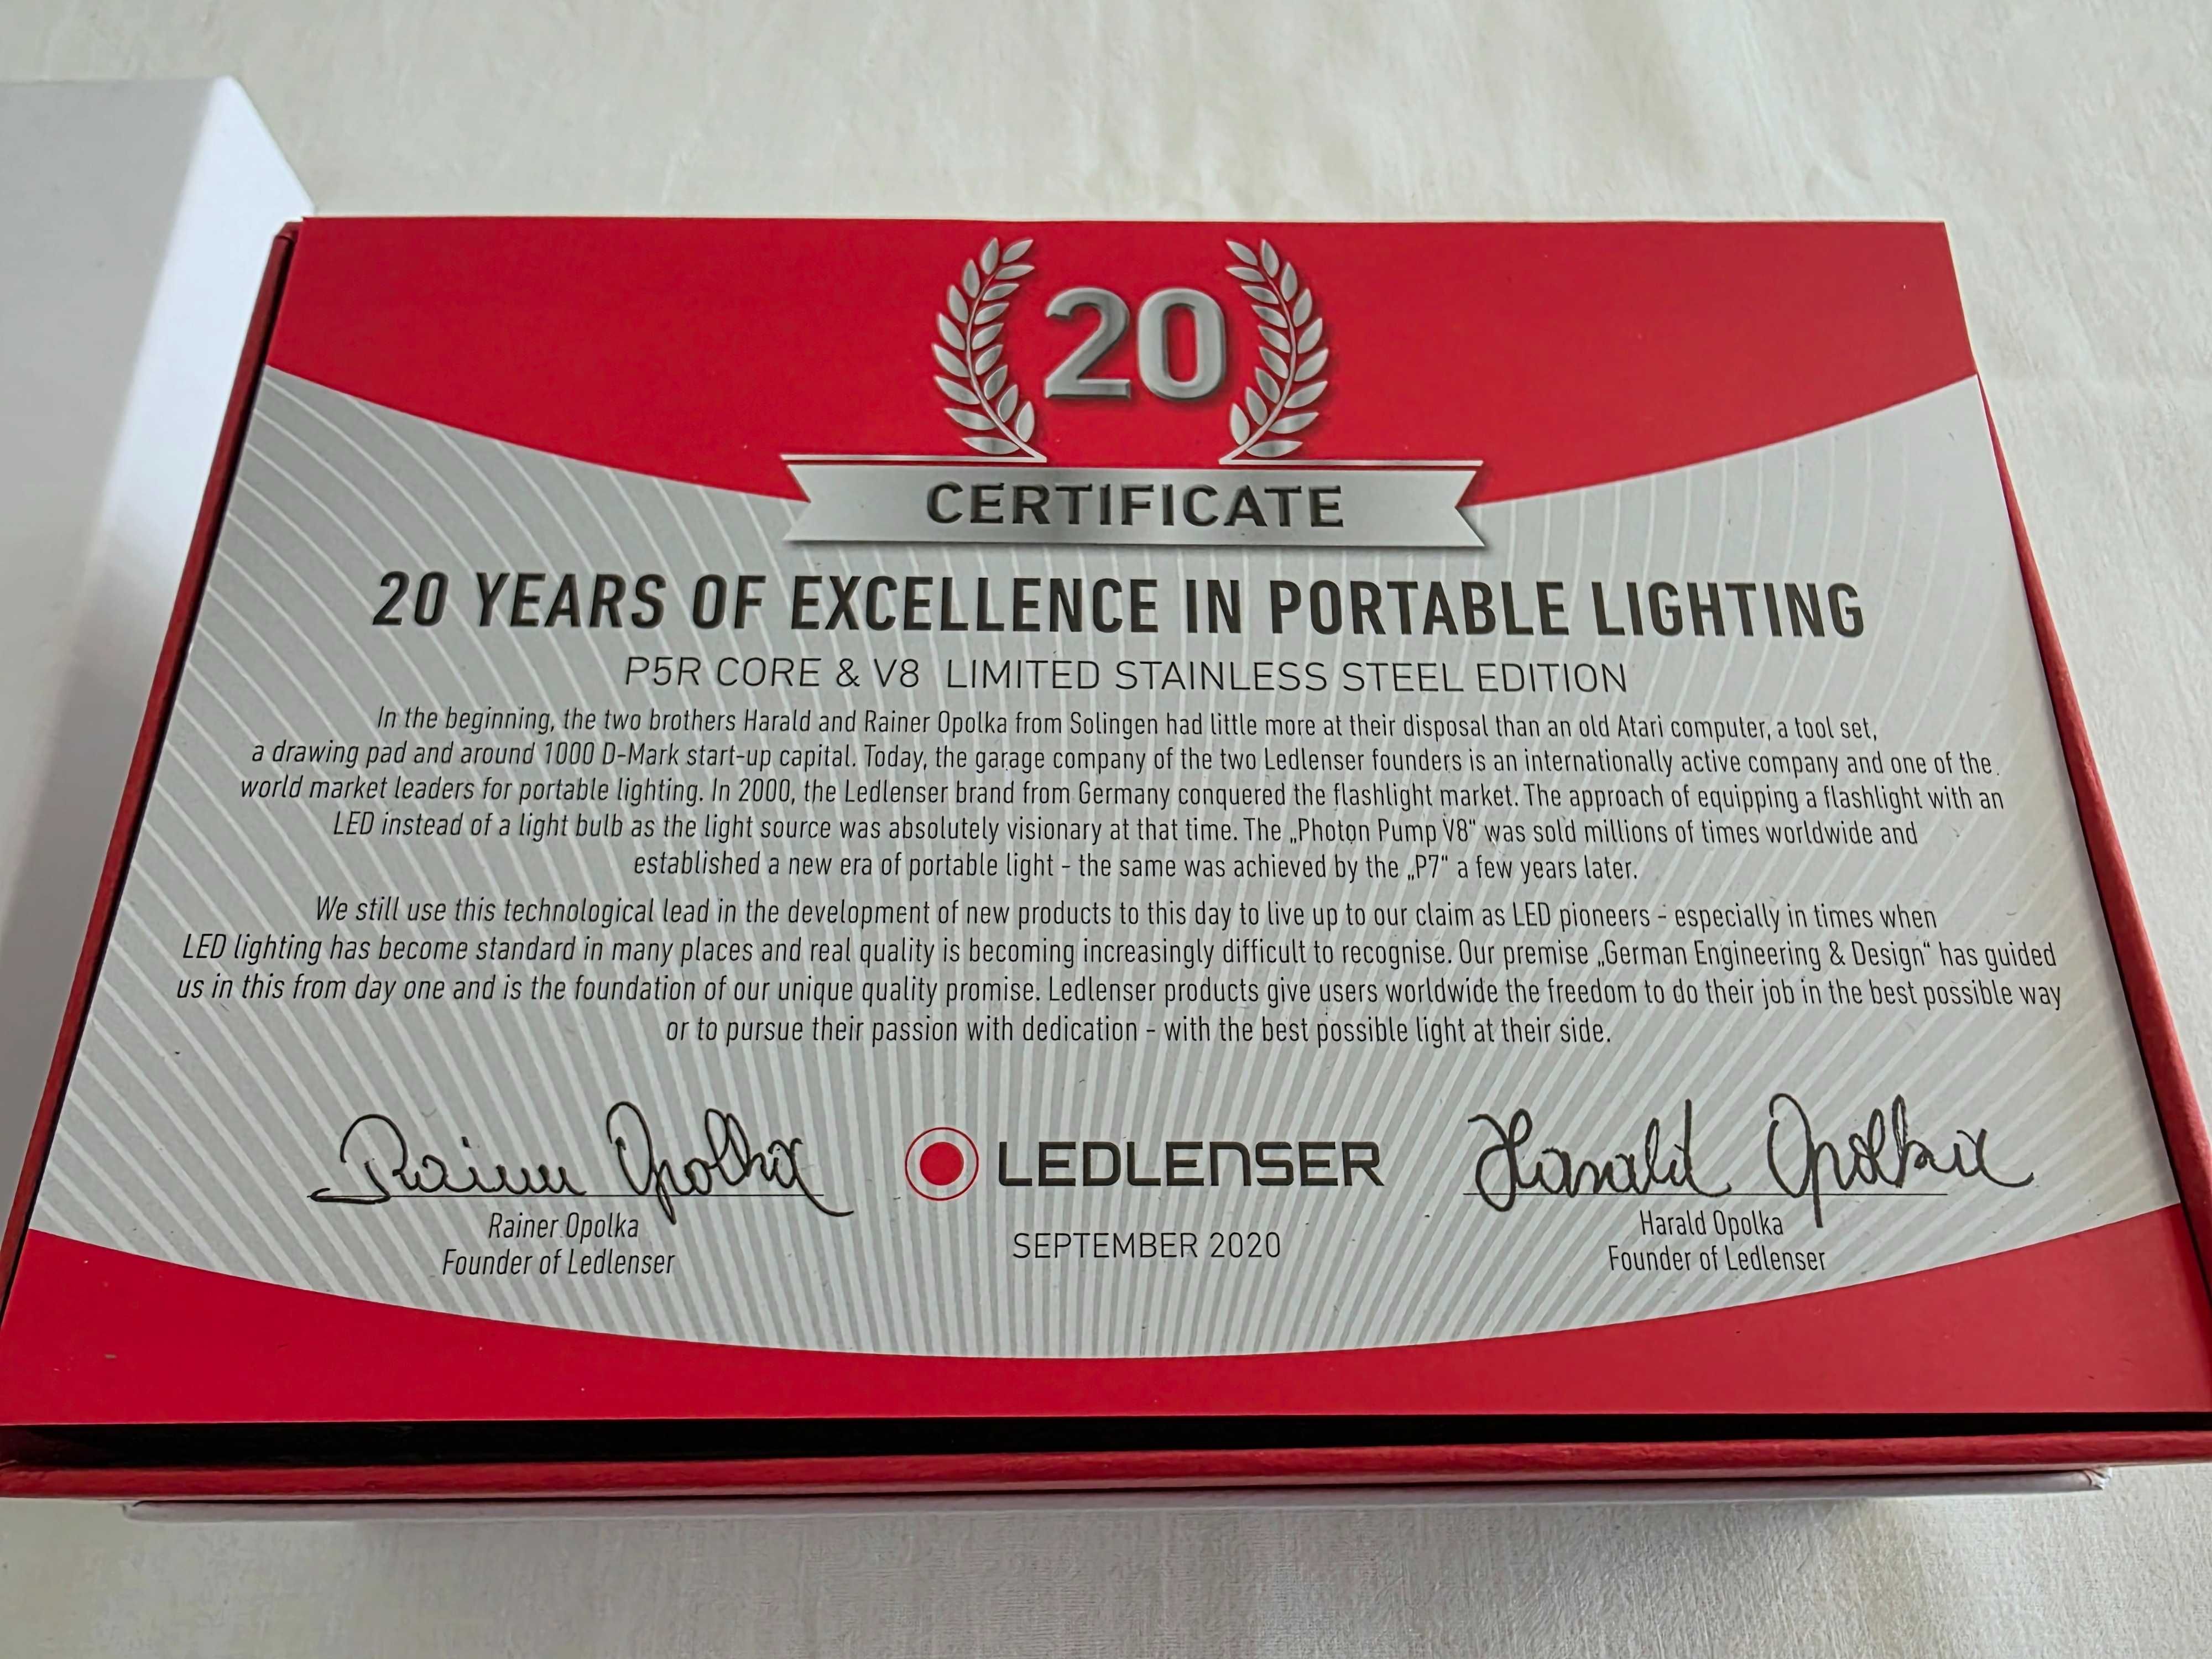 20
CERTIFICATE
20 YEARS OF EXCELLENCE IN PORTABLE LIGHTING
P5R CORE & V8 LIMITED STAINLESS STEEL EDITION
In the beginning, the two brothers Harald and Rainer Opolka from Solingen had little more at their disposal than an old Atari computer, a tool set,
a drawing pad and around 1000 D-Mark start-up capital. Today, the garage company of the two Ledlenser founders is an internationally active company and one of the
world market leaders for portable lighting. In 2000, the Ledlenser brand from Germany conquered the flashlight market. The approach of equipping a flashlight with an
LED instead of a light bulb as the light source was absolutely visionary at that time. The „Photon Pump V8“ was sold millions of times worldwide and
established a new era of portable light - the same was achieved by the „P7“ a few years later.
We still use this technological lead in the development of new products to this day to live up to our claim as LED pioneers - especially in times when
LED lighting has become standard in many places and real quality is becoming increasingly difficult to recognise. Our premise „German Engineering & Design“ has guided
us in this from day one and is the foundation of our unique quality promise. Ledlenser products give users worldwide the freedom to do their job in the best possible way
or to pursue their passion with dedication - with the best possible light at their side.
Rainer Opolka
LEDLENSER
Harald Opolka
Rainer Opolka
Founder of Ledlenser
SEPTEMBER 2020
Harald Opolka
Founder of Ledlenser